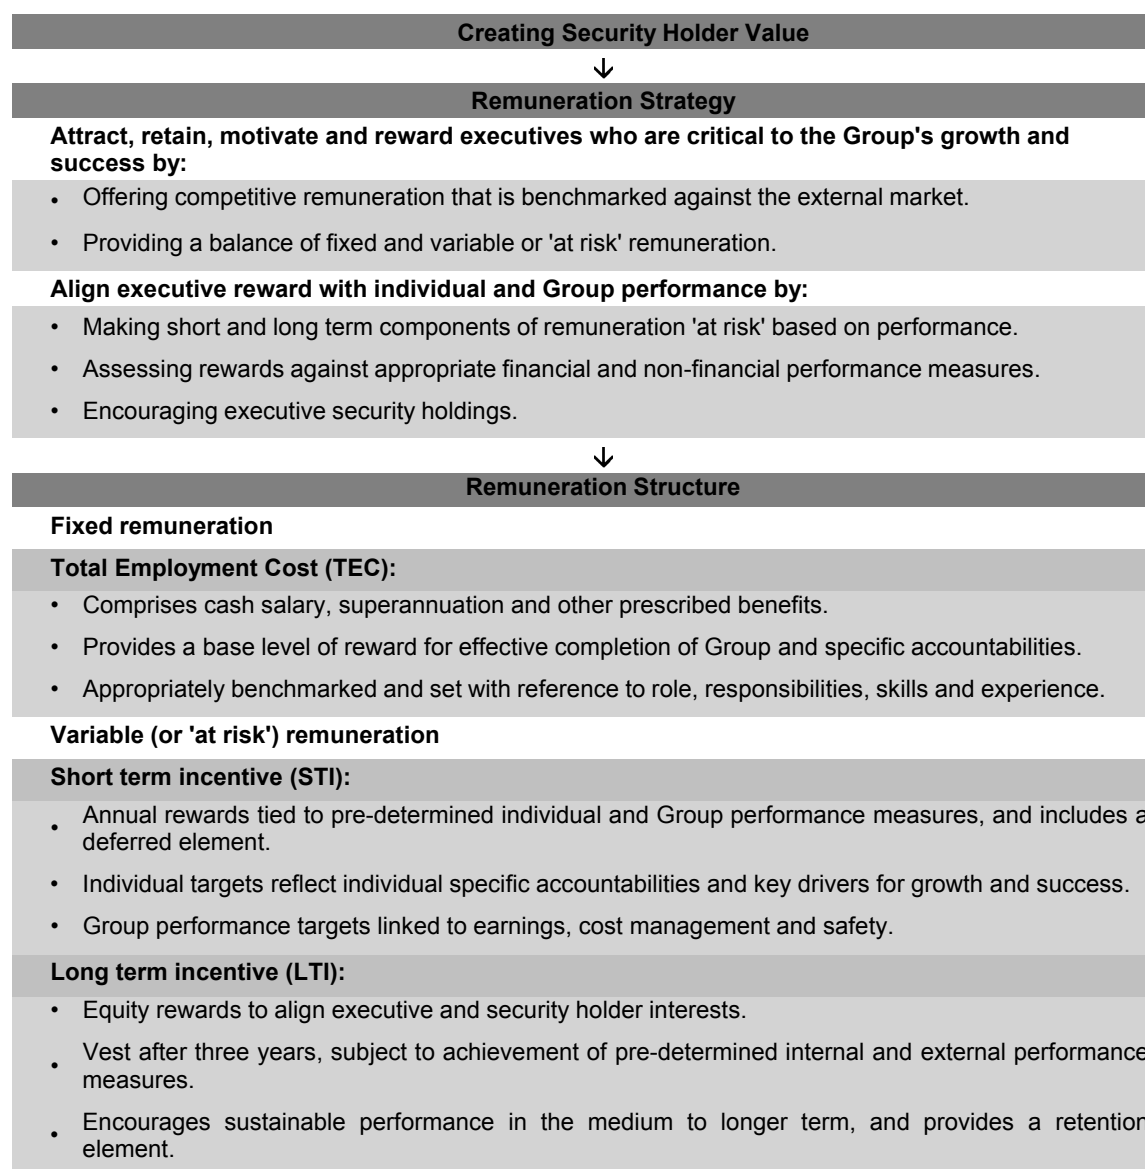 Creating Security Holder Value
↓
Remuneration Strategy
Attract, retain, motivate and reward executives who are critical to the Group's growth and
success by:
• Offering competitive remuneration that is benchmarked against the external market.
• Providing a balance of fixed and variable or 'at risk' remuneration.
Align executive reward with individual and Group performance by:
• Making short and long term components of remuneration 'at risk' based on performance.
• Assessing rewards against appropriate financial and non-financial performance measures.
• Encouraging executive security holdings.
↓
Remuneration Structure
Fixed remuneration
Total Employment Cost (TEC):
• Comprises cash salary, superannuation and other prescribed benefits.
• Provides a base level of reward for effective completion of Group and specific accountabilities.
• Appropriately benchmarked and set with reference to role, responsibilities, skills and experience.
Variable (or 'at risk') remuneration
Short term incentive (STI):
• Annual rewards tied to pre-determined individual and Group performance measures, and includes a
deferred element.
• Individual targets reflect individual specific accountabilities and key drivers for growth and success.
• Group performance targets linked to earnings, cost management and safety.
Long term incentive (LTI):
• Equity rewards to align executive and security holder interests.
• Vest after three years, subject to achievement of pre-determined internal and external performance
measures.
• Encourages sustainable performance in the medium to longer term, and provides a retention
element.